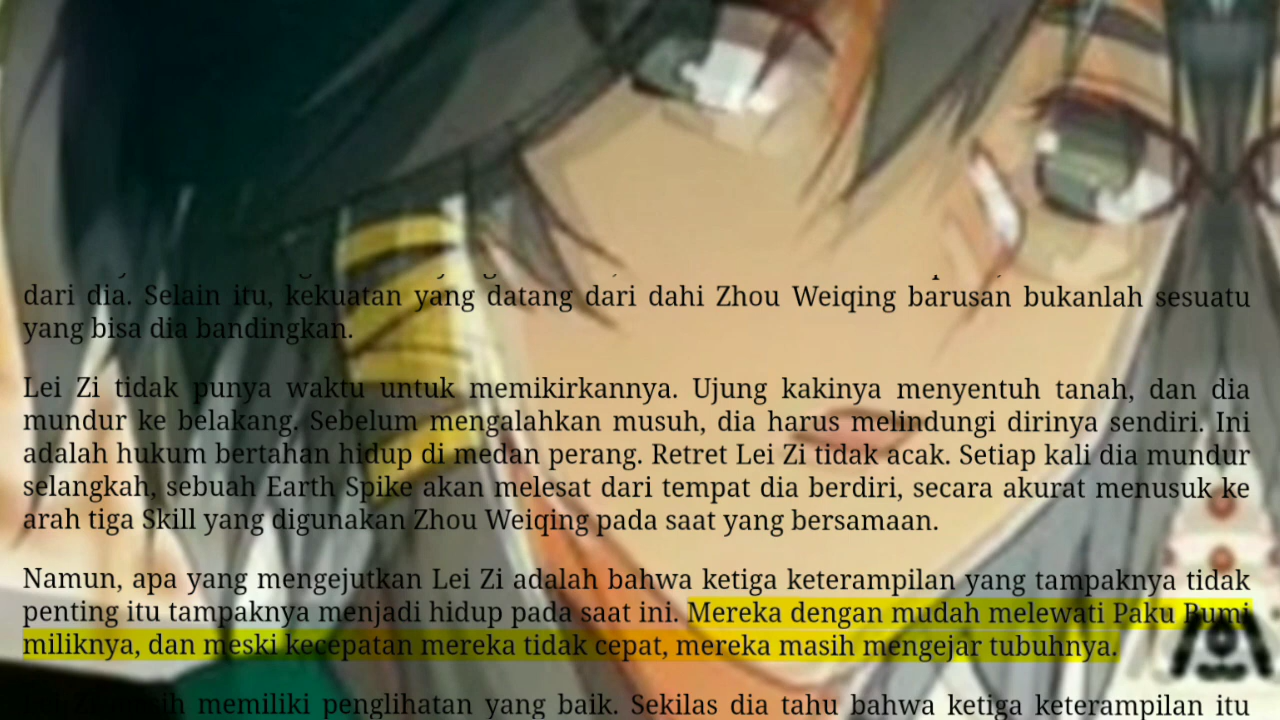 dari dia. Selain itu, kekuatan yang datang dari dahi Zhou Weiqing barusan bukanlah sesuatu
yang bisa dia bandingkan.
Lei Zi tidak punya waktu untuk memikirkannya. Ujung kakinya menyentuh tanah, dan dia
mundur ke belakang. Sebelum mengalahkan musuh, dia harus melindungi dirinya sendiri. Ini
adalah hukum bertahan hidup di medan perang. Retret Lei Zi tidak acak. Setiap kali dia mundur
selangkah, sebuah Earth Spike akan melesat dari tempat dia berdiri, secara akurat menusuk ke
arah tiga Skill yang digunakan Zhou Weiqing pada saat yang bersamaan.
Namun, apa yang mengejutkan Lei Zi adalah bahwa ketiga keterampilan yang tampaknya tidak
penting itu tampaknya menjadi hidup pada saat ini. Mereka dengan mudah melewati Paku Bumi
miliknya, dan meski kecepatan mereka tidak cepat, mereka masih mengejar tubuhnya.
memiliki penglihatan yang baik. Sekilas dia tahu bahwa ketiga keterampilan itu